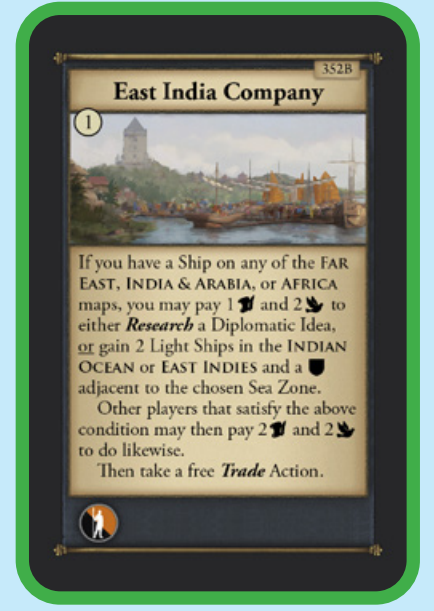 352B
East India Company
1
If you have a Ship on any of the FAR
EAST, INDIA & ARABIA, or AFRICA
maps, you may pay 1 and 2 to
either Research a Diplomatic Idea,
or gain 2 Light Ships in the INDIAN
OCEAN or EAST INDIES and a
adjacent to the chosen Sea Zone.
Other players that satisfy the above
condition may then pay 2 and 2
to do likewise.
Then take a free Trade Action.